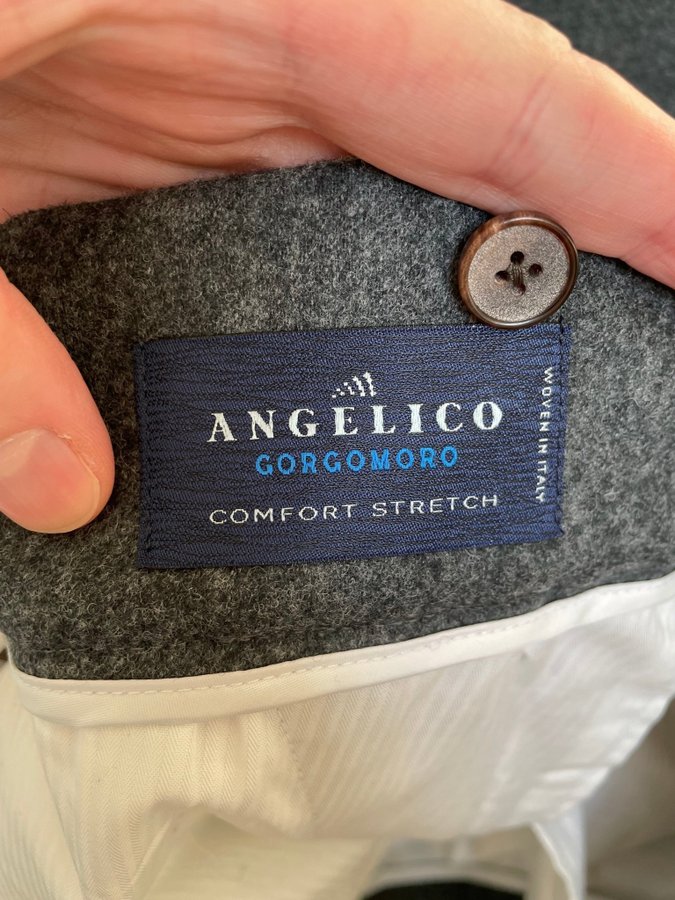 ANGELICO
GORGOMORO
COMFORT STRETCH
WOVEN IN ITALY